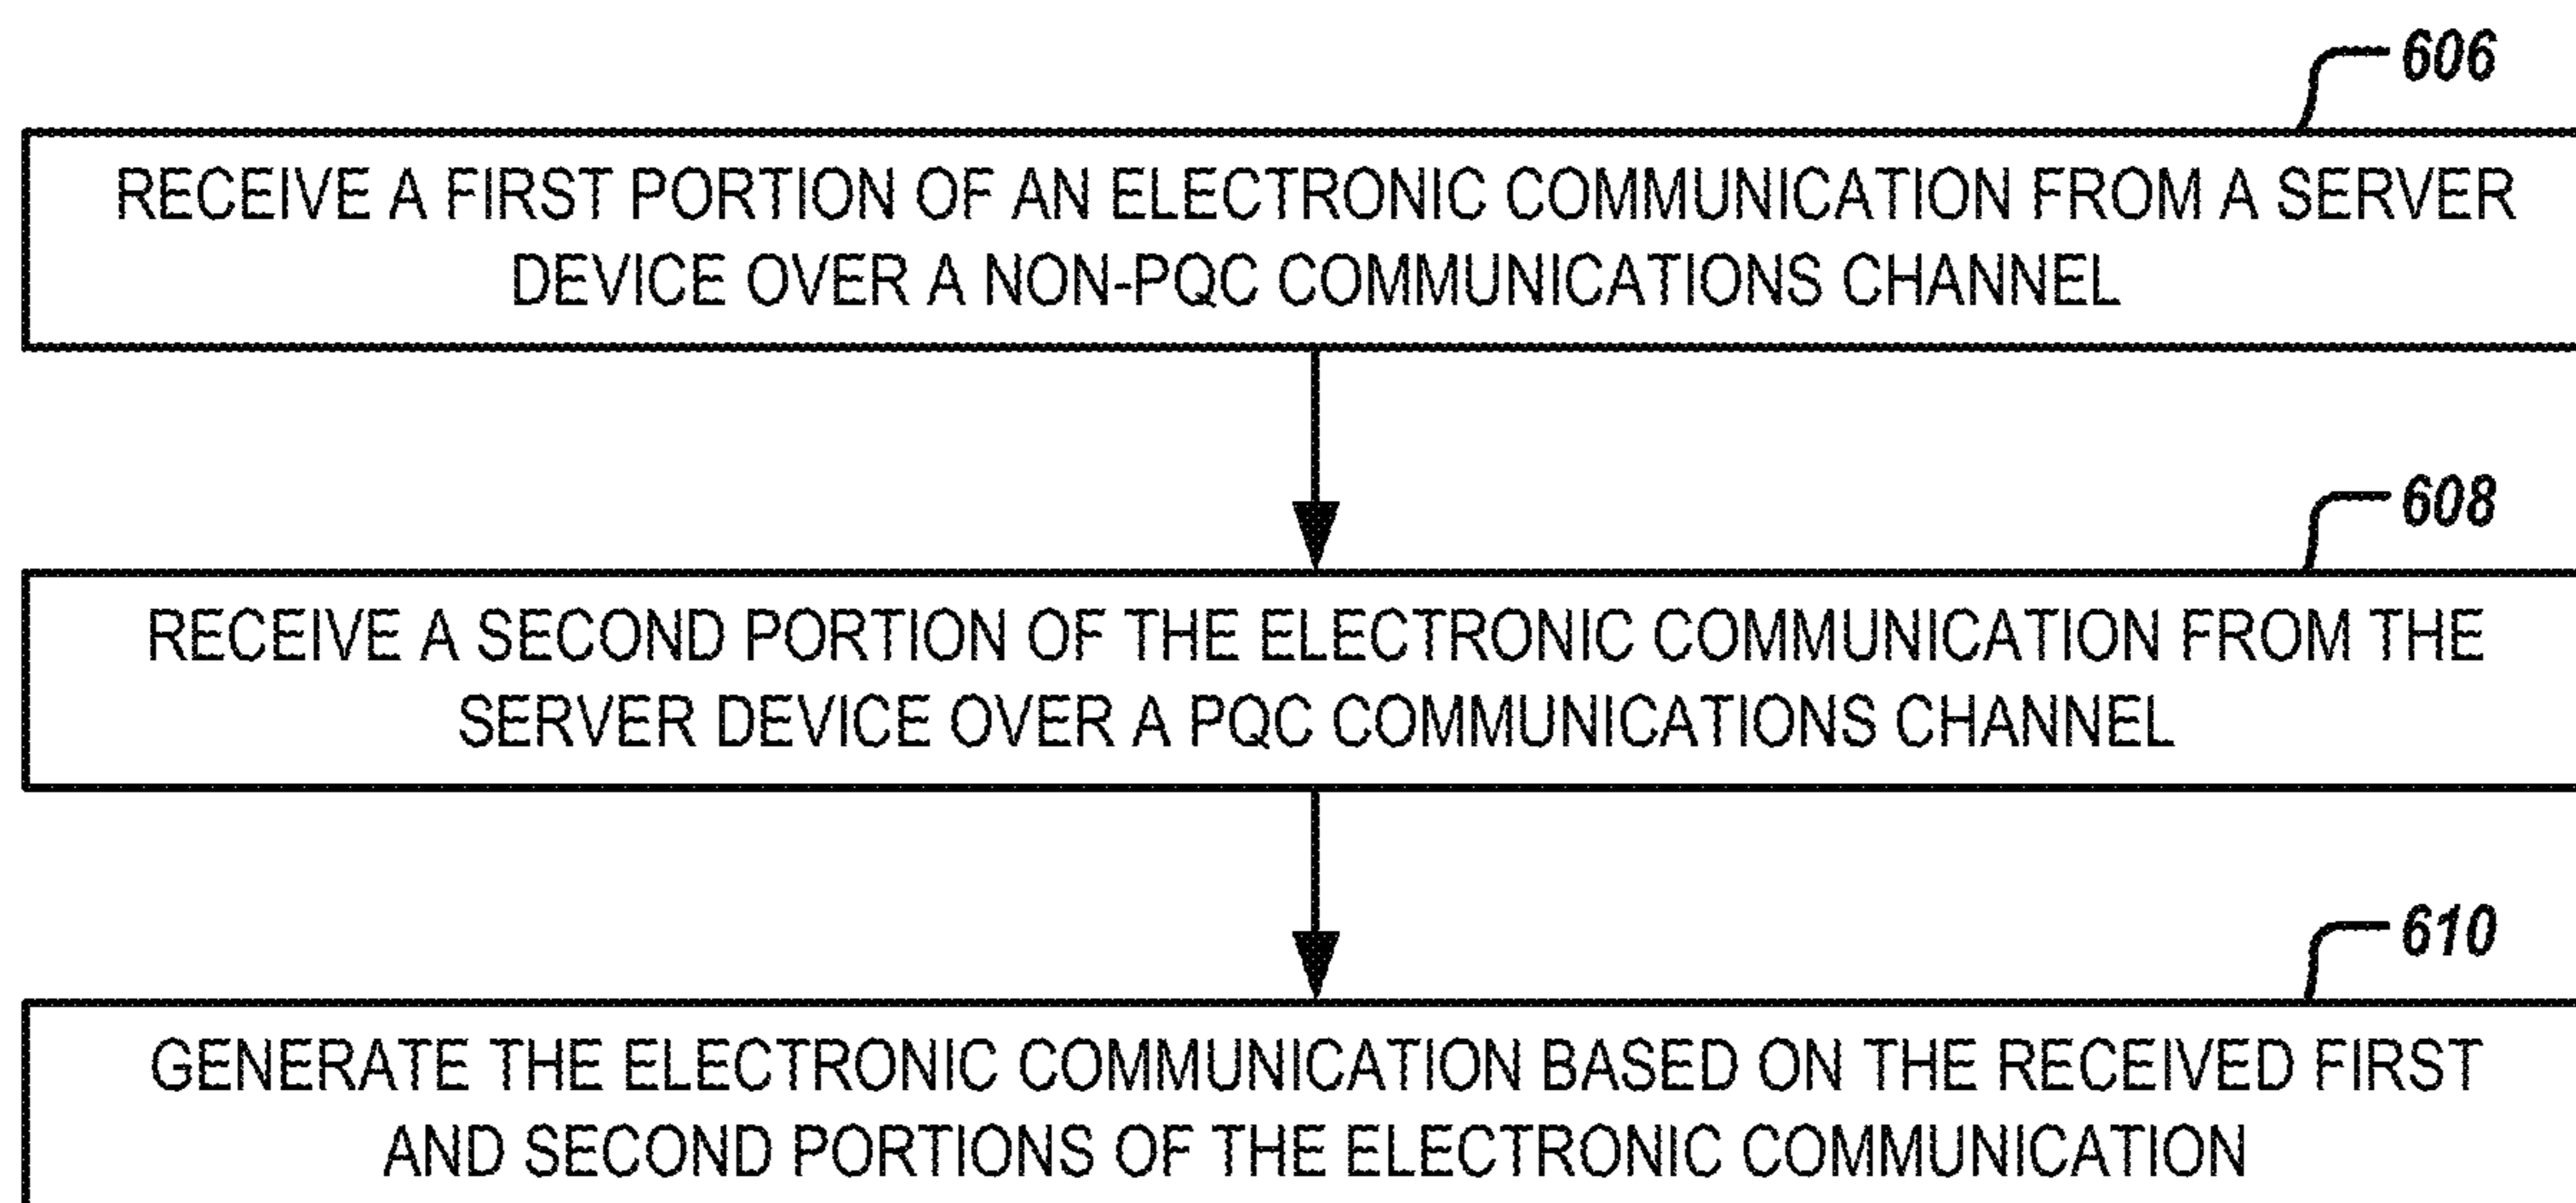 606
RECEIVE A FIRST PORTION OF AN ELECTRONIC COMMUNICATION FROM A SERVER
DEVICE OVER A NON-PQC COMMUNICATIONS CHANNEL
608
RECEIVE A SECOND PORTION OF THE ELECTRONIC COMMUNICATION FROM THE
SERVER DEVICE OVER A PQC COMMUNICATIONS CHANNEL
610
GENERATE THE ELECTRONIC COMMUNICATION BASED ON THE RECEIVED FIRST
AND SECOND PORTIONS OF THE ELECTRONIC COMMUNICATION